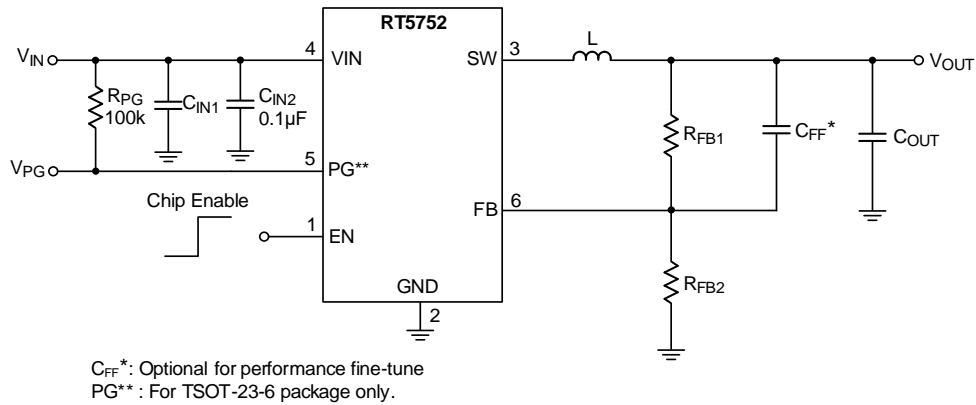 RT5752
VIN
4
VIN
SW
3
L
VOUT
RPG
100k
CIN1
CIN2
0.1µF
RFB1
CFF*
COUT
VPG
5
PG**
Chip Enable
FB
6
1
EN
GND
2
RFB2
CFF*: Optional for performance fine-tune
PG** : For TSOT-23-6 package only.